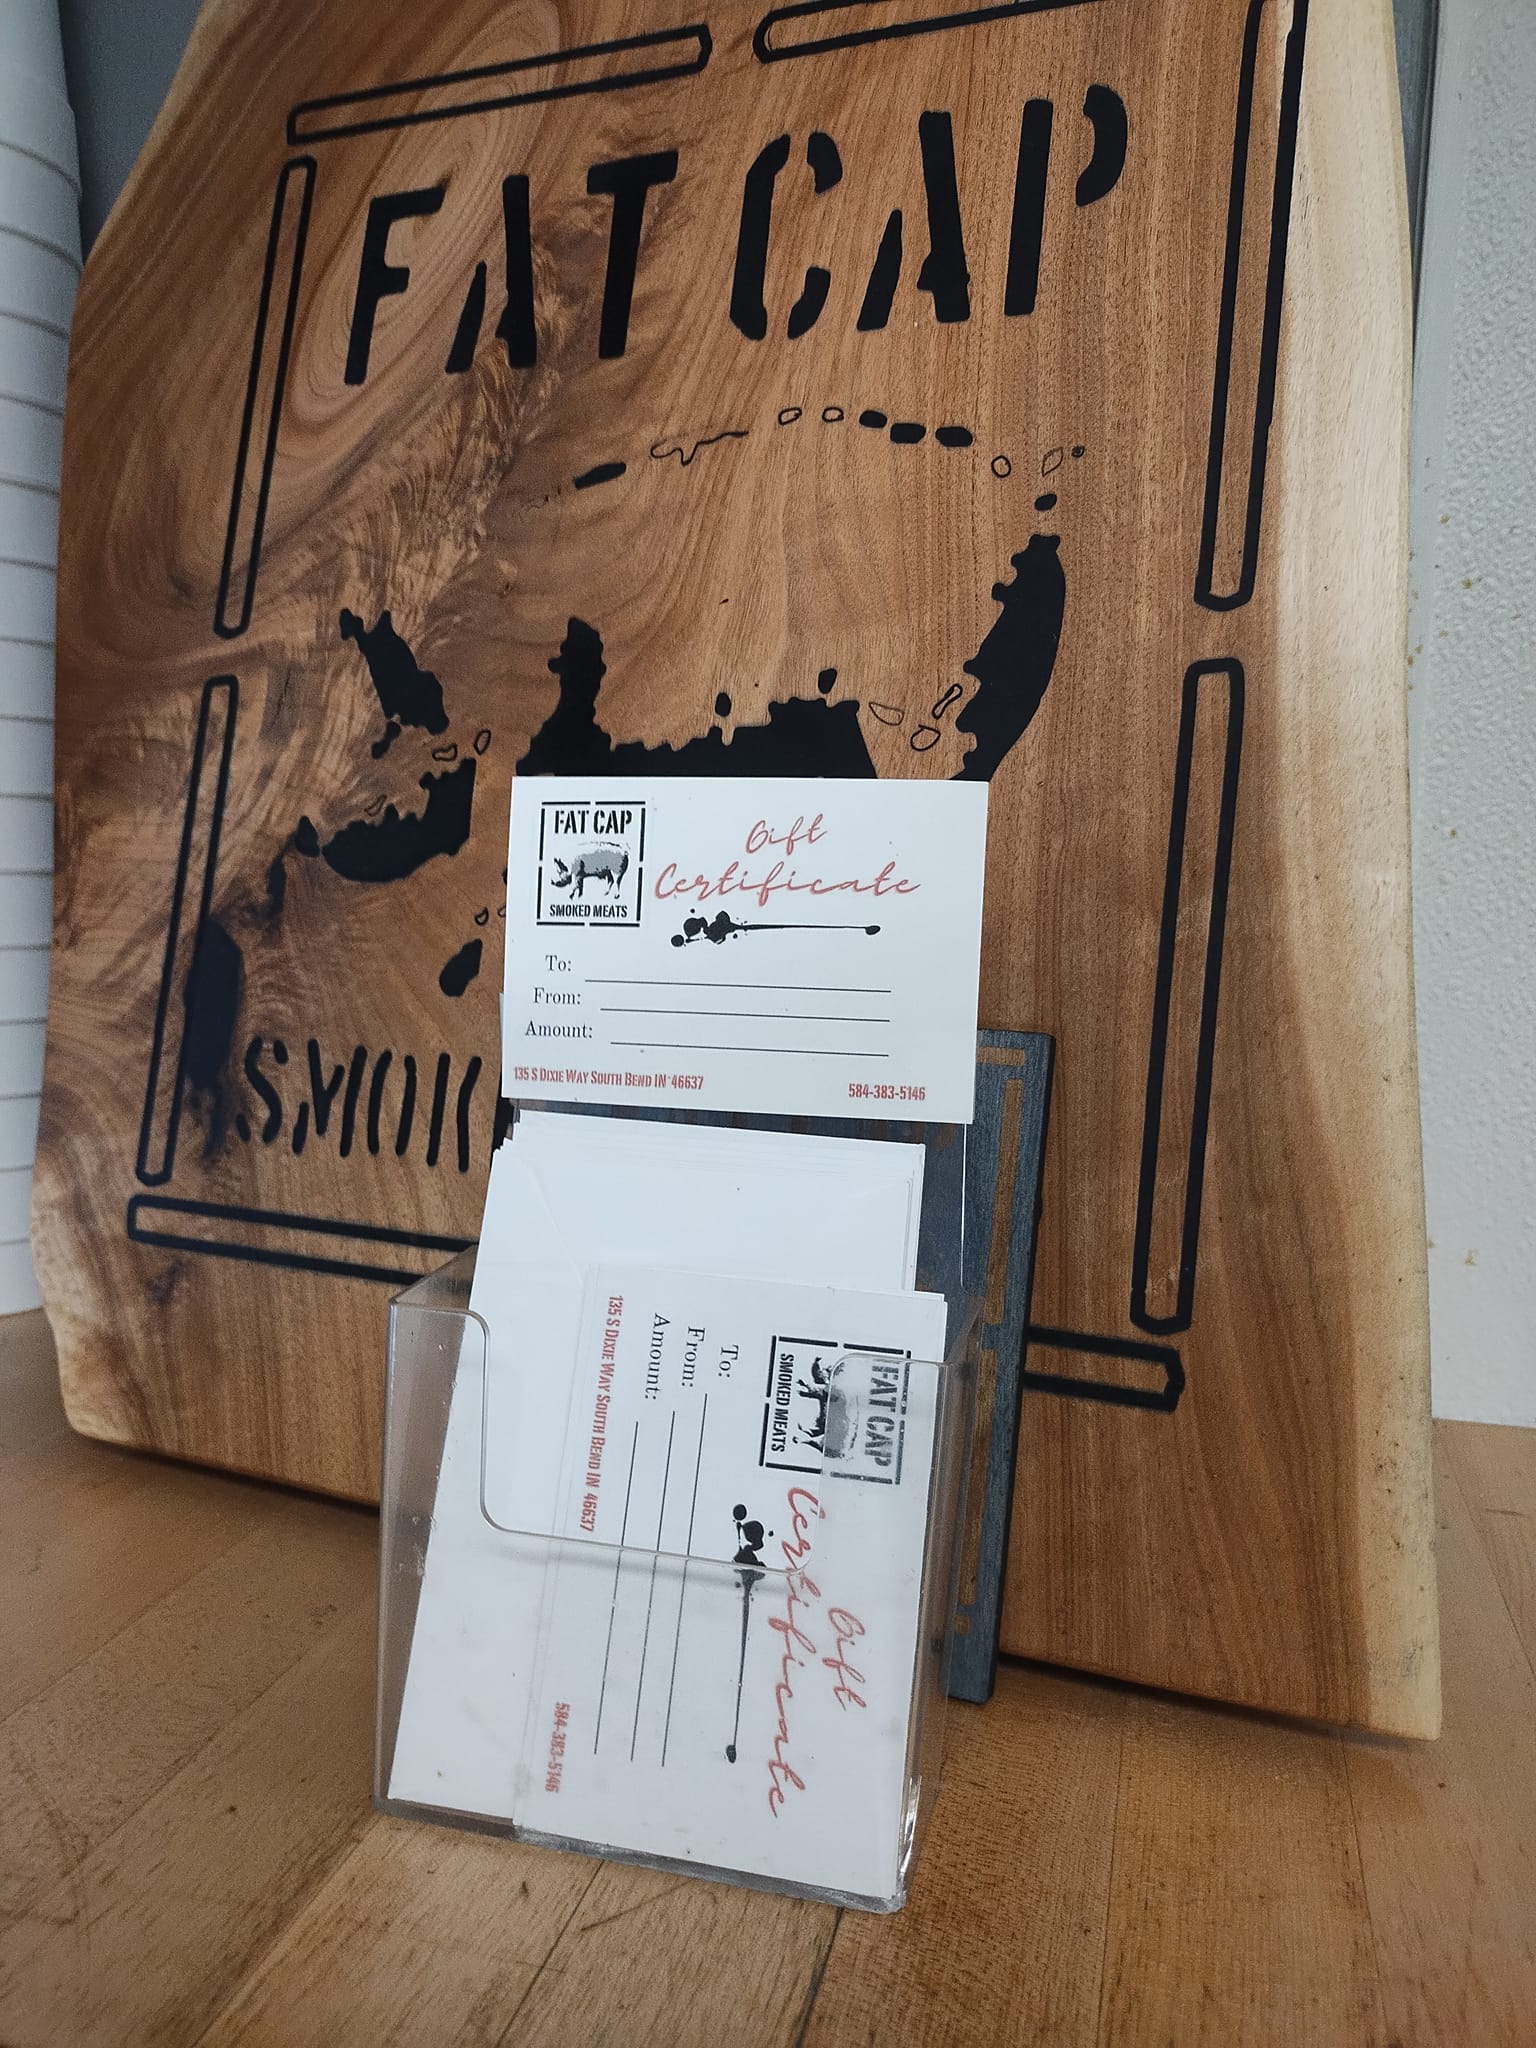 FAT CAP
SMOK
FAT CAP
SMOKED MEATS
Gift
Certificate
To:
From:
Amount:
135 S DIXIE WAY SOUTH BEND IN 46637
584-383-5146
FAT CAP
SMOKED MEATS
Gift
Certificate
To:
From:
Amount:
135 S DIXIE WAY SOUTH BEND IN 46637
584-383-5146